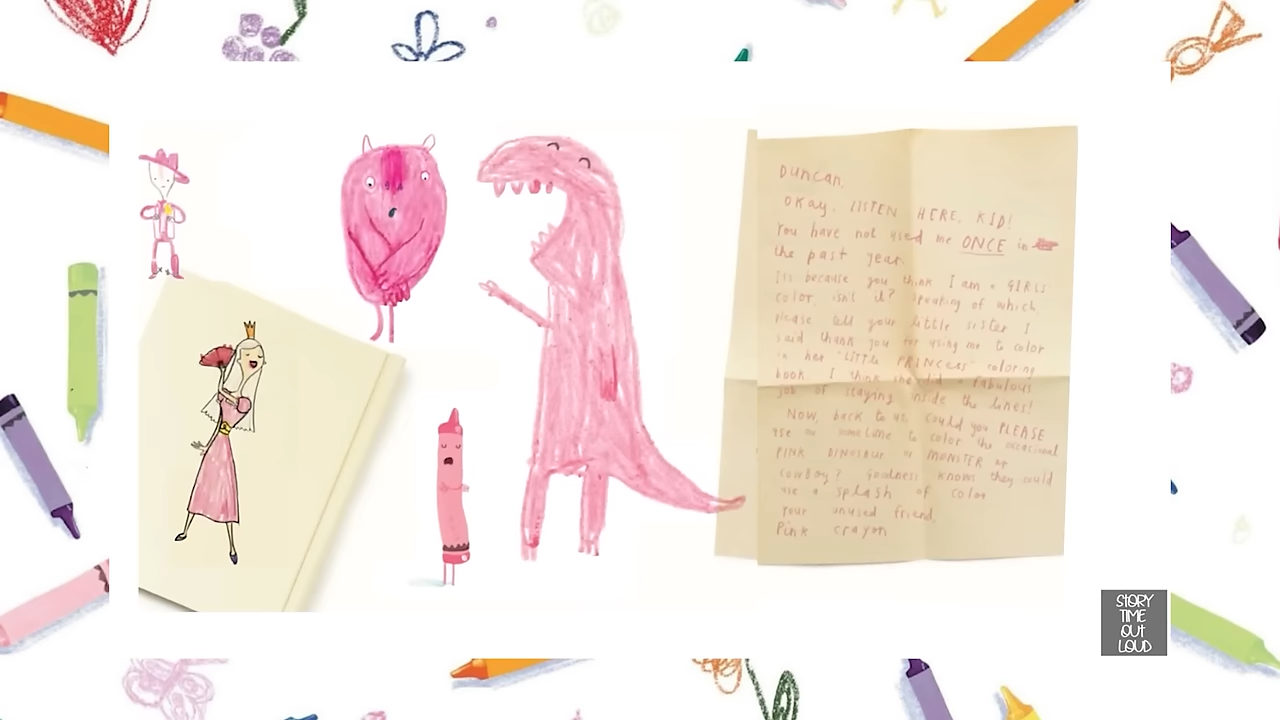 Duncan,
OKay, LISTEN HERE, KID!
You have not used me ONCE in
the past year.
It's because you think I am a GIRLS'
color, isn't it? Speaking of which,
please tell your little sister I
said thank you for using me to color
in her "LITTLE PRINCESS" coloring
book. I think she did a fabulous
job of staying inside the lines!
Now, back to us. Could you PLEASE
use me sometime to color the occasional
PINK DINOSAUR or MONSTER or
COWBOY? Goodness knows they could
use a splash of color.
Your unused friend,
Pink crayon
STORY
TIME
OUT
LOUD